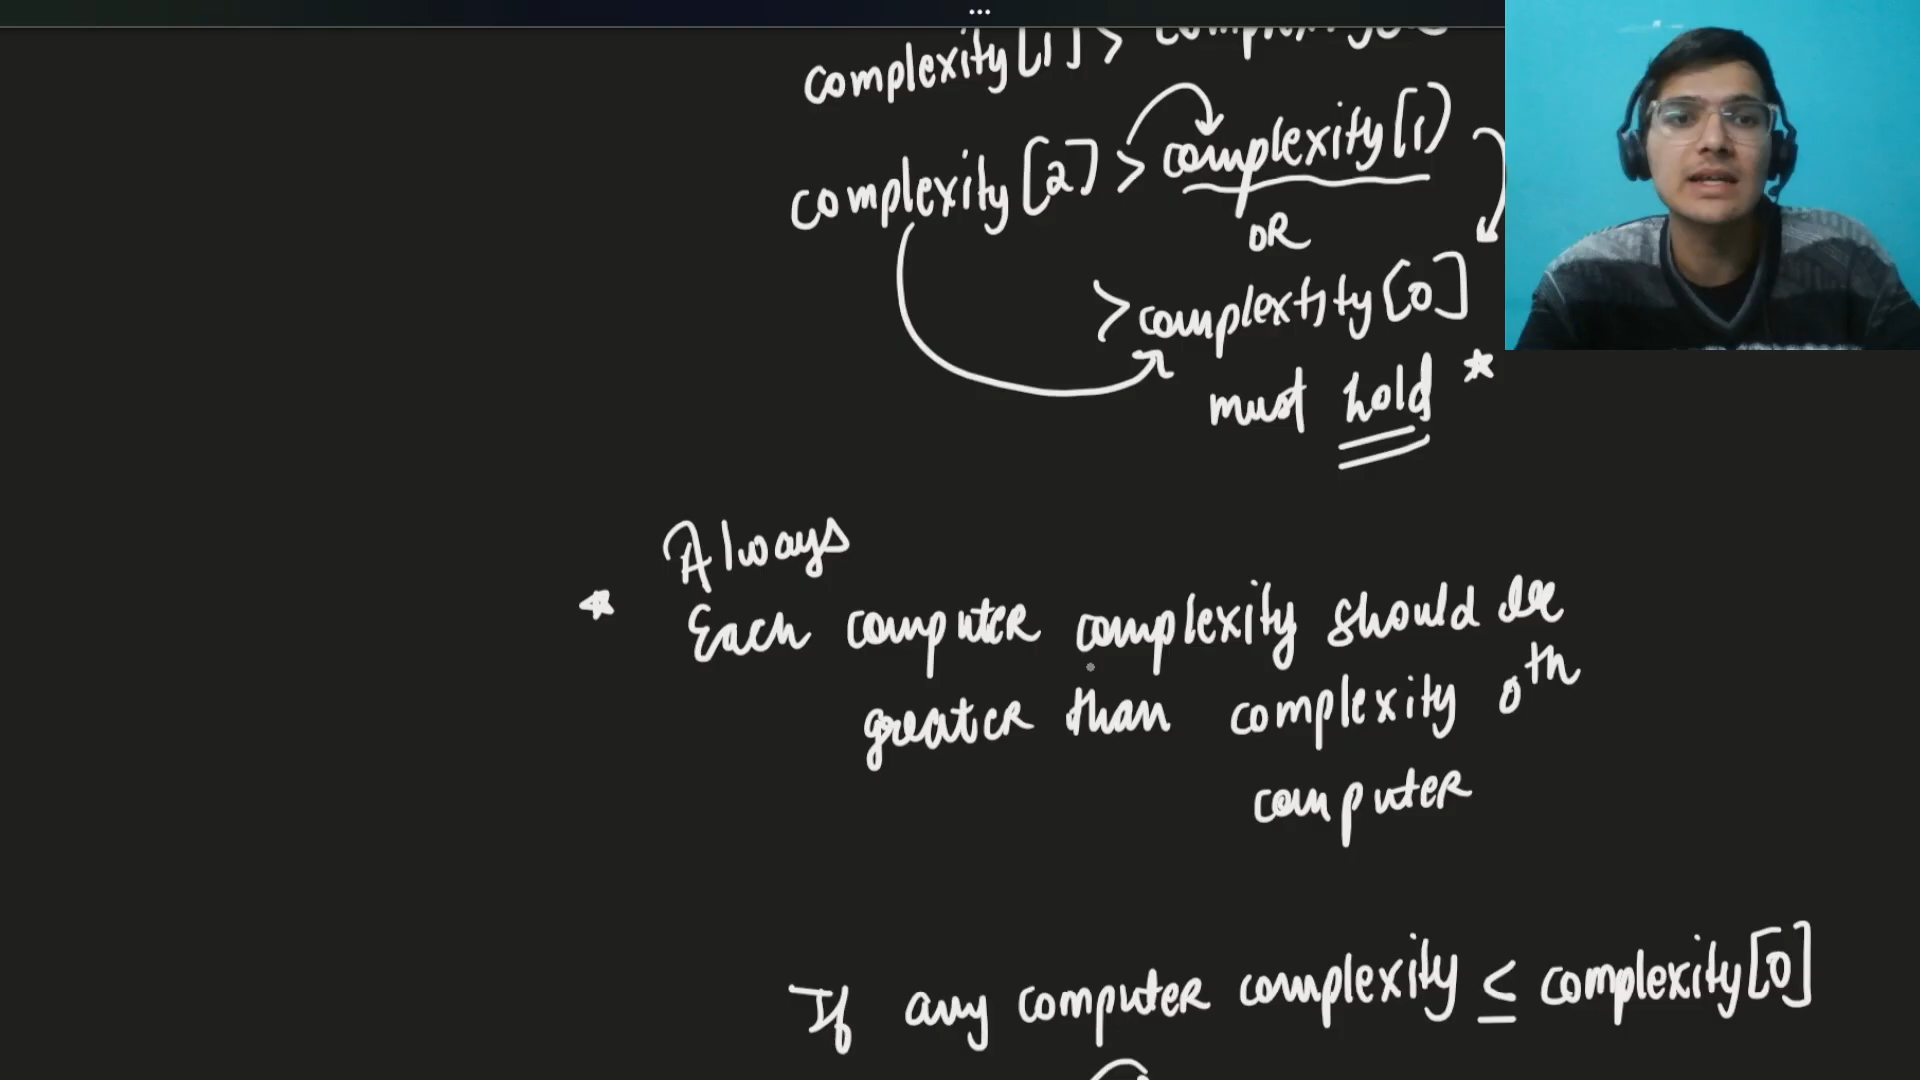 complexity[1] >
complexity[2] > complexity[1)
OR
> complexity[0]
must hold
Always
Each computer complexity should be
greater than complexity 0th
computer
If any computer complexity ≤ complexity[0]